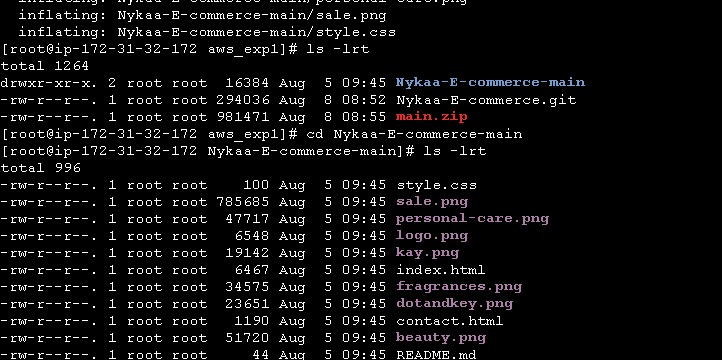 inflating: Nykaa-E-commerce-main/personal-care.png
inflating: Nykaa-E-commerce-main/sale.png
inflating: Nykaa-E-commerce-main/style.css
[root@ip-172-31-32-172 aws_exp1]# ls -lrt
total 1264
drwxr-xr-x. 2 root root 16384 Aug 5 09:45 Nykaa-E-commerce-main
-rw-r--r--. 1 root root 294036 Aug 8 08:52 Nykaa-E-commerce.git
-rw-r--r--. 1 root root 981471 Aug 8 08:55 main.zip
[root@ip-172-31-32-172 aws_exp1]# cd Nykaa-E-commerce-main
[root@ip-172-31-32-172 Nykaa-E-commerce-main]# ls -lrt
total 996
-rw-r--r--. 1 root root 100 Aug 5 09:45 style.css
-rw-r--r--. 1 root root 785685 Aug 5 09:45 sale.png
-rw-r--r--. 1 root root 47717 Aug 5 09:45 personal-care.png
-rw-r--r--. 1 root root 6548 Aug 5 09:45 logo.png
-rw-r--r--. 1 root root 19142 Aug 5 09:45 kay.png
-rw-r--r--. 1 root root 6467 Aug 5 09:45 index.html
-rw-r--r--. 1 root root 34575 Aug 5 09:45 fragrances.png
-rw-r--r--. 1 root root 23651 Aug 5 09:45 dotandkey.png
-rw-r--r--. 1 root root 1190 Aug 5 09:45 contact.html
-rw-r--r--. 1 root root 51720 Aug 5 09:45 beauty.png
-rw-r--r--. 1 root root 44 Aug 5 09:45 README.md